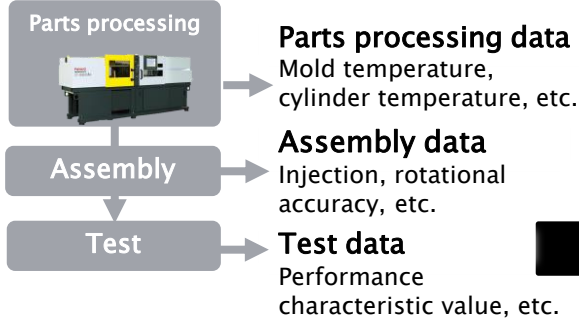 Parts processing
Parts processing data
Mold temperature,
cylinder temperature, etc.
Assembly
Assembly data
Injection, rotational
accuracy, etc.
Test
Test data
Performance
characteristic value, etc.